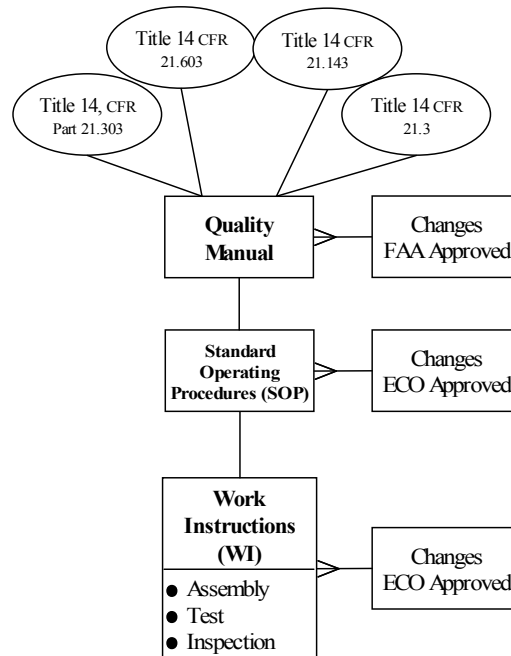 Title 14 CFR
21.603
Title 14 CFR
21.143
Title 14, CFR
Part 21.303
Title 14 CFR
21.3
Quality
Manual
Changes
FAA Approved
Standard
Operating
Procedures (SOP)
Changes
ECO Approved
Work
Instructions
(WI)
● Assembly
● Test
● Inspection
Changes
ECO Approved